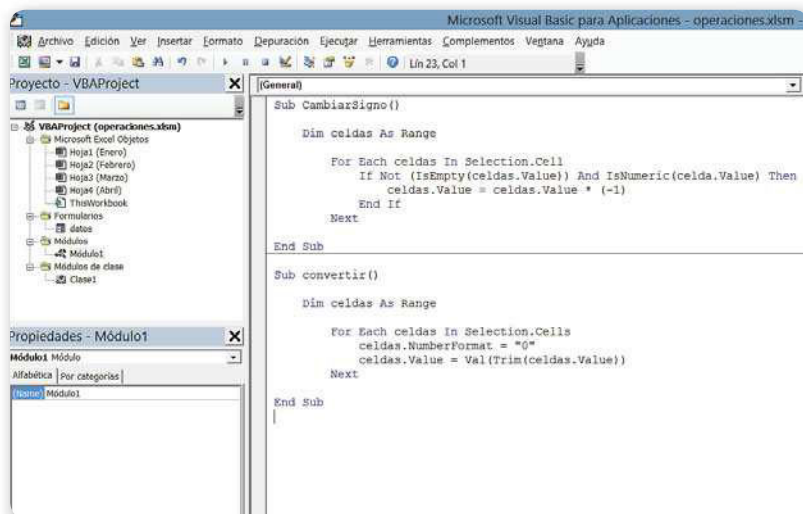 Microsoft Visual Basic para Aplicaciones - operaciones.xlsm -
Archivo Edición Ver Insertar Formato Depuración Ejecutar Herramientas Complementos Ventana Ayuda
Lín 23, Col 1
Proyecto - VBAProject
VBAProject (operaciones.xlsm)
Microsoft Excel Objetos
Hoja1 (Enero)
Hoja2 (Febrero)
Hoja3 (Marzo)
Hoja4 (Abril)
ThisWorkbook
Formularios
datos
Módulos
Módulo1
Módulos de clase
Clase1
Propiedades - Módulo1
Módulo1 Módulo
Alfabética Por categorías
(Name) Módulo1
(General)
Sub CambiarSigno()
Dim celdas As Range
For Each celdas In Selection.Cell
If Not (IsEmpty(celdas.Value)) And IsNumeric(celda.Value) Then
celdas.Value = celdas.Value * (-1)
End If
Next
End Sub
Sub convertir()
Dim celdas As Range
For Each celdas In Selection.Cells
celdas.NumberFormat = "0"
celdas.Value = Val(Trim(celdas.Value))
Next
End Sub